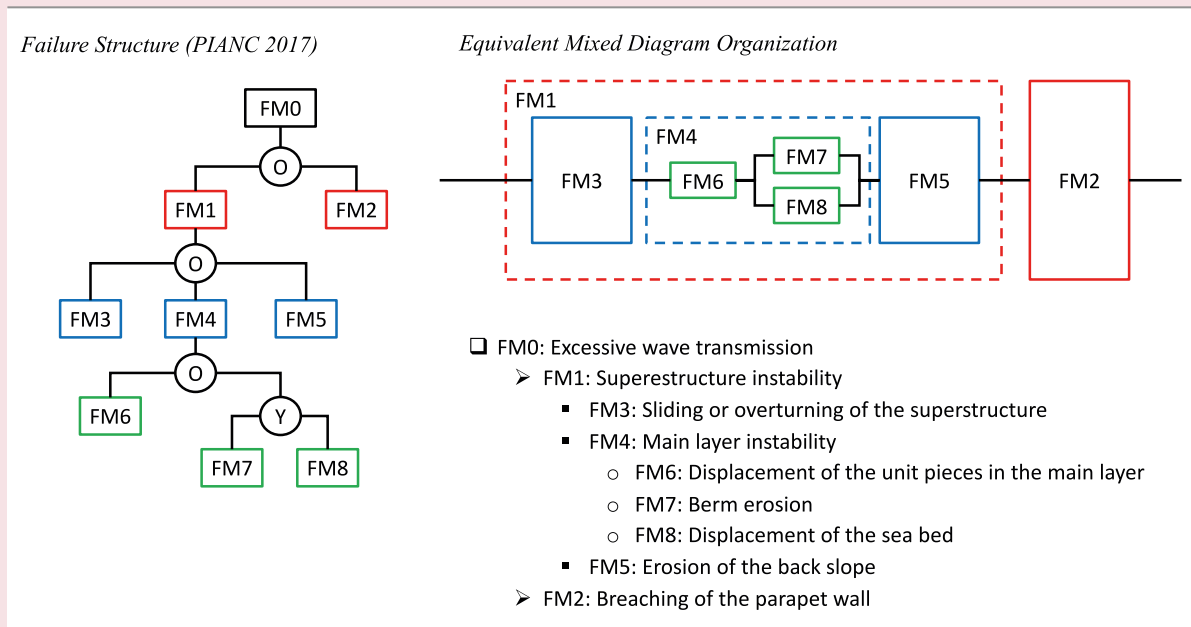 Failure Structure (PIANC 2017)
FM0
O
FM1
FM2
O
FM3
FM4
FM5
O
FM6
Y
FM7
FM8
Equivalent Mixed Diagram Organization
FM1
FM3
FM4
FM6
FM7
FM8
FM5
FM2
FM0: Excessive wave transmission
FM1: Superestructure instability
FM3: Sliding or overturning of the superstructure
FM4: Main layer instability
FM6: Displacement of the unit pieces in the main layer
FM7: Berm erosion
FM8: Displacement of the sea bed
FM5: Erosion of the back slope
FM2: Breaching of the parapet wall